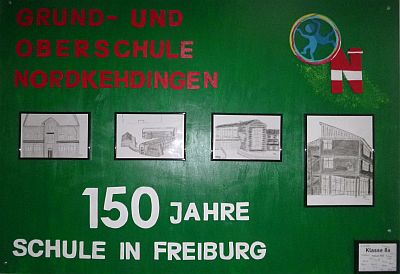 GRUND- UND
OBERSCHULE
NORDKEHDINGEN
N
150 JAHRE
SCHULE IN FREIBURG
Klasse 8a